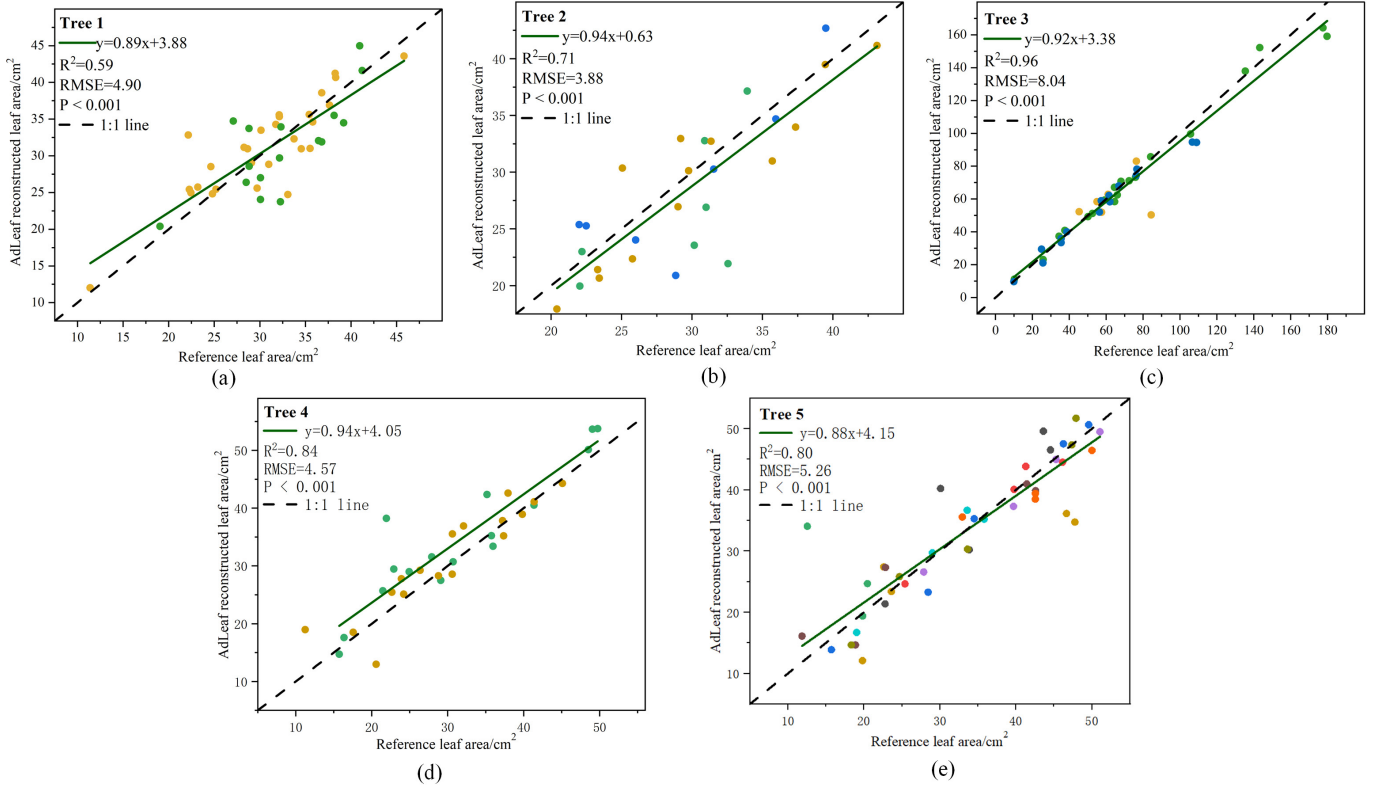 Tree 1
y=0.89x+3.88
R²=0.59
RMSE=4.90
P < 0.001
1:1 line
AdLeaf reconstructed leaf area/cm²
45
40
35
30
25
20
15
10
10 15 20 25 30 35 40 45
Reference leaf area/cm²
(a)
Tree 2
y=0.94x+0.63
R²=0.71
RMSE=3.88
P < 0.001
1:1 line
AdLeaf reconstructed leaf area/cm²
40
35
30
25
20
20 25 30 35 40
Reference leaf area/cm²
(b)
Tree 3
y=0.92x+3.38
R²=0.96
RMSE=8.04
P < 0.001
1:1 line
AdLeaf reconstructed leaf area/cm²
160
140
120
100
80
60
40
20
0
0 20 40 60 80 100 120 140 160 180
Reference leaf area/cm²
(c)
Tree 4
y=0.94x+4.05
R²=0.84
RMSE=4.57
P < 0.001
1:1 line
AdLeaf reconstructed leaf area/cm²
50
40
30
20
10
10 20 30 40 50
Reference leaf area/cm²
(d)
Tree 5
y=0.88x+4.15
R²=0.80
RMSE=5.26
P < 0.001
1:1 line
AdLeaf reconstructed leaf area/cm²
50
40
30
20
10
10 20 30 40 50
Reference leaf area/cm²
(e)